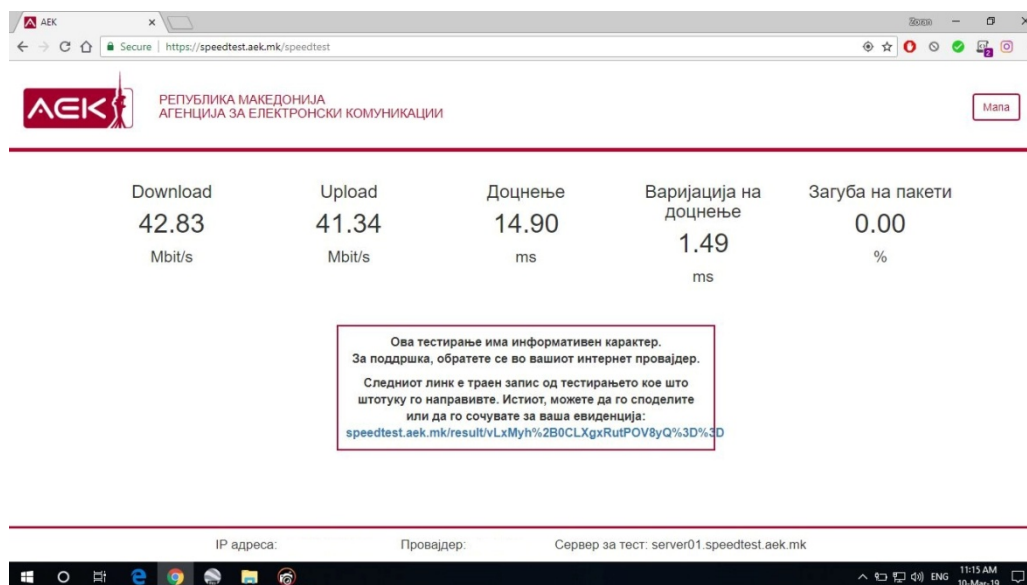 AEK
Zoran
Secure | https://speedtest.aek.mk/speedtest
AEK
РЕПУБЛИКА МАКЕДОНИЈА
АГЕНЦИЈА ЗА ЕЛЕКТРОНСКИ КОМУНИКАЦИИ
Мапа
Download
42.83
Mbit/s
Upload
41.34
Mbit/s
Доцнење
14.90
ms
Варијација на
доцнење
1.49
ms
Загуба на пакети
0.00
%
Ова тестирање има информативен карактер.
За поддршка, обратете се во вашиот интернет провајдер.
Следниот линк е траен запис од тестирањето кое што
штотуку го направивте. Истиот, можете да го споделите
или да го сочувате за ваша евиденција:
speedtest.aek.mk/result/vLxMyh%2B0CLXgxRutPOV8yQ%3D%3D
IP адреса:
Провајдер:
Сервер за тест: server01.speedtest.aek.mk
ENG
11:15 AM
10-Mar-19